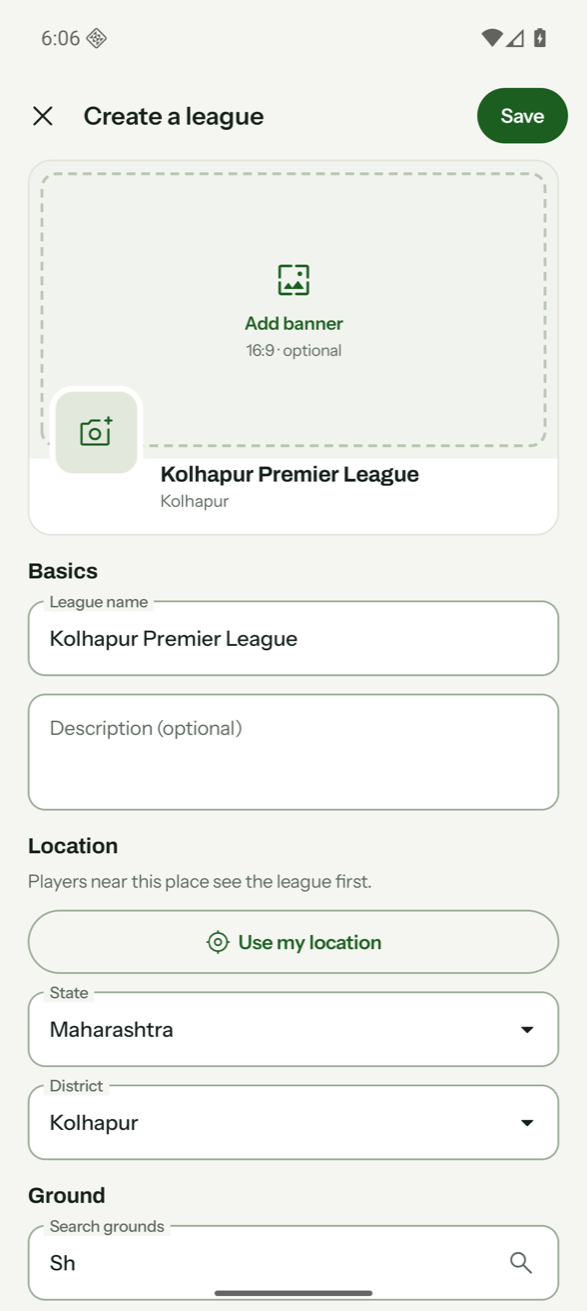 6:06
Create a league
Save
Add banner
16:9 · optional
Kolhapur Premier League
Kolhapur
Basics
League name
Kolhapur Premier League
Description (optional)
Location
Players near this place see the league first.
Use my location
State
Maharashtra
District
Kolhapur
Ground
Search grounds
Sh